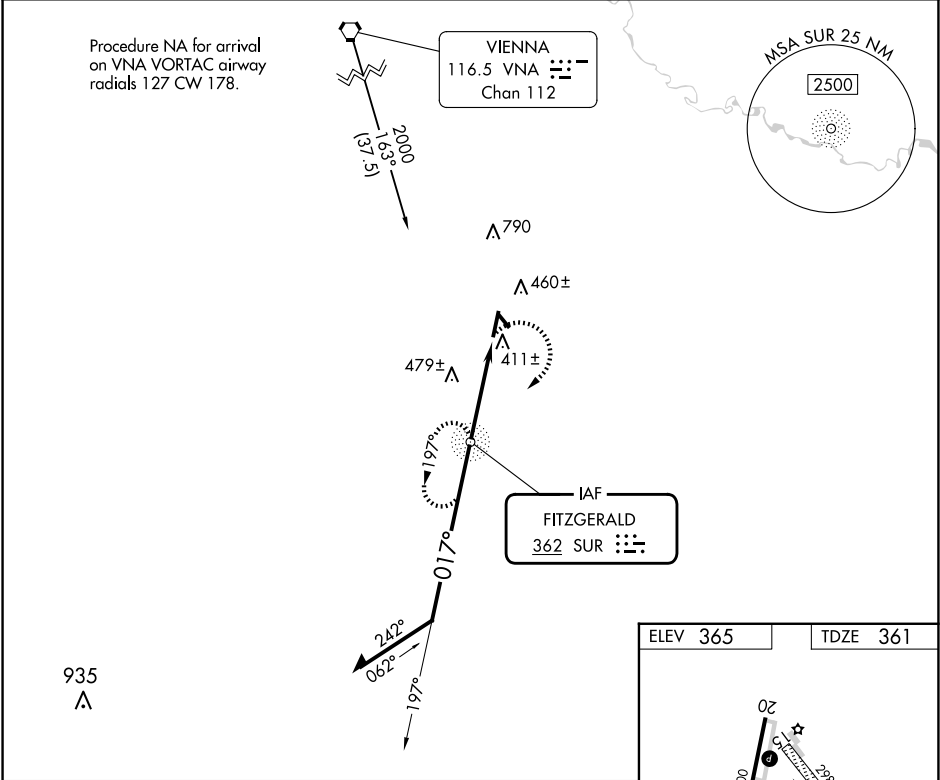 Procedure NA for arrival
on VNA VORTAC airway
radials 127 CW 178.
VIENNA
116.5 VNA
Chan 112
MSA SUR 25 NM
2500
2000
163°
(37.5)
790
460±
479±
411±
197°
IAF
FITZGERALD
362 SUR
017°
242°
062°
197°
935
ELEV 365
TDZE 361
20
15
P